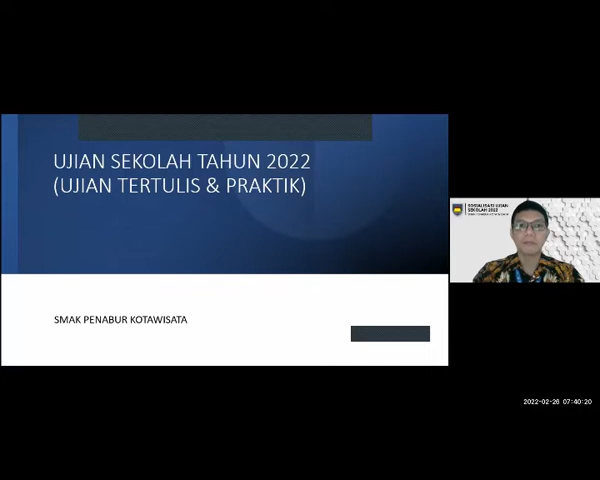 UJIAN SEKOLAH TAHUN 2022
(UJIAN TERTULIS & PRAKTIK)
SMAK PENABUR KOTAWISATA
SOSIALISASI UJIAN
SEKOLAH 2022
2022-02-26 07:40:20